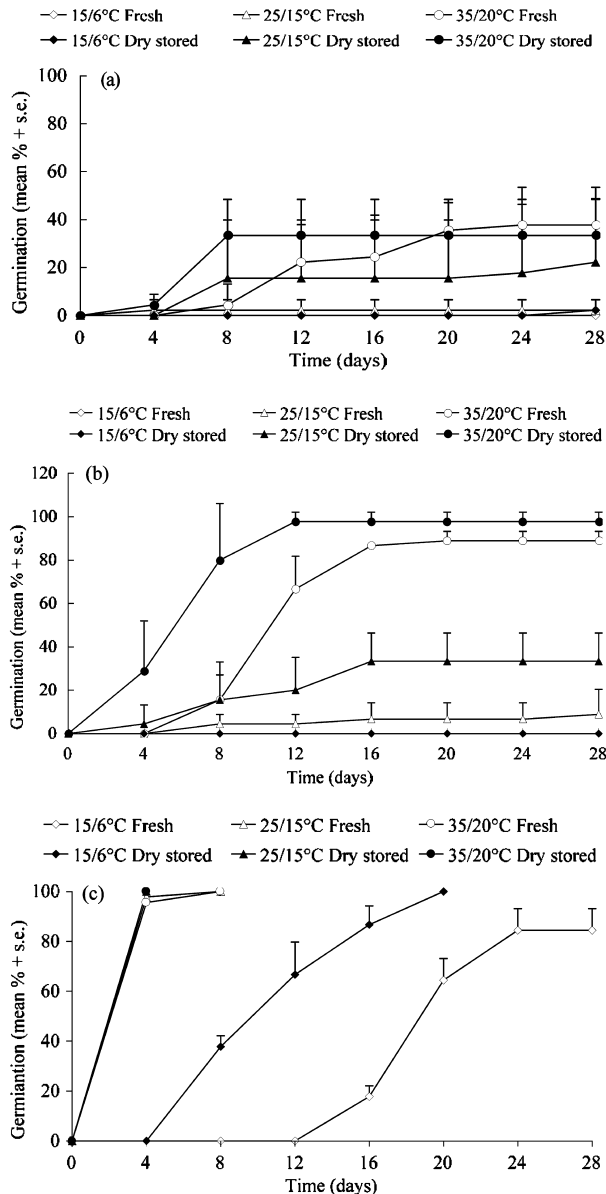 15/6°C Fresh 25/15°C Fresh 35/20°C Fresh
15/6°C Dry stored 25/15°C Dry stored 35/20°C Dry stored
(a)
Germination (mean % + s.e.)
100
80
60
40
20
0
0 4 8 12 16 20 24 28
Time (days)
15/6°C Fresh 25/15°C Fresh 35/20°C Fresh
15/6°C Dry stored 25/15°C Dry stored 35/20°C Dry stored
(b)
Germination (mean % + s.e.)
120
100
80
60
40
20
0
0 4 8 12 16 20 24 28
Time (days)
15/6°C Fresh 25/15°C Fresh 35/20°C Fresh
15/6°C Dry stored 25/15°C Dry stored 35/20°C Dry stored
(c)
Germiantion (mean % + s.e.)
100
80
60
40
20
0
0 4 8 12 16 20 24 28
Time (days)